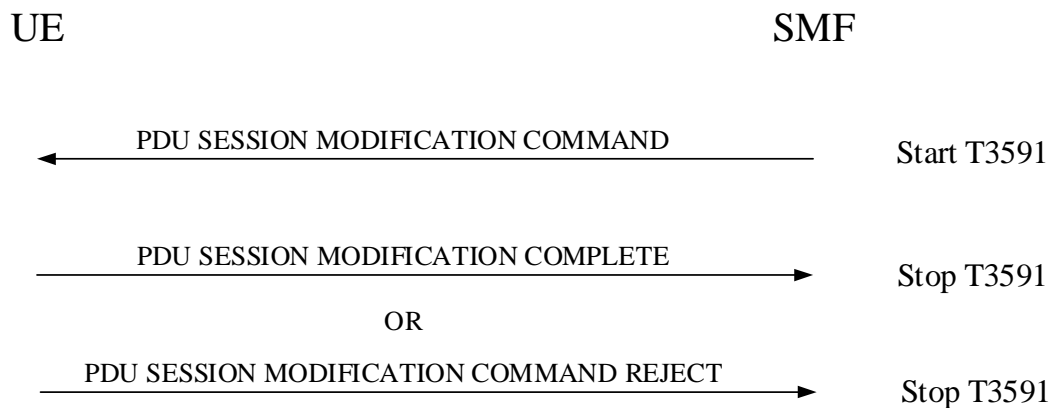 UE SMF
PDU SESSION MODIFICATION COMMAND Start T3591
PDU SESSION MODIFICATION COMPLETE Stop T3591
OR
PDU SESSION MODIFICATION COMMAND REJECT Stop T3591